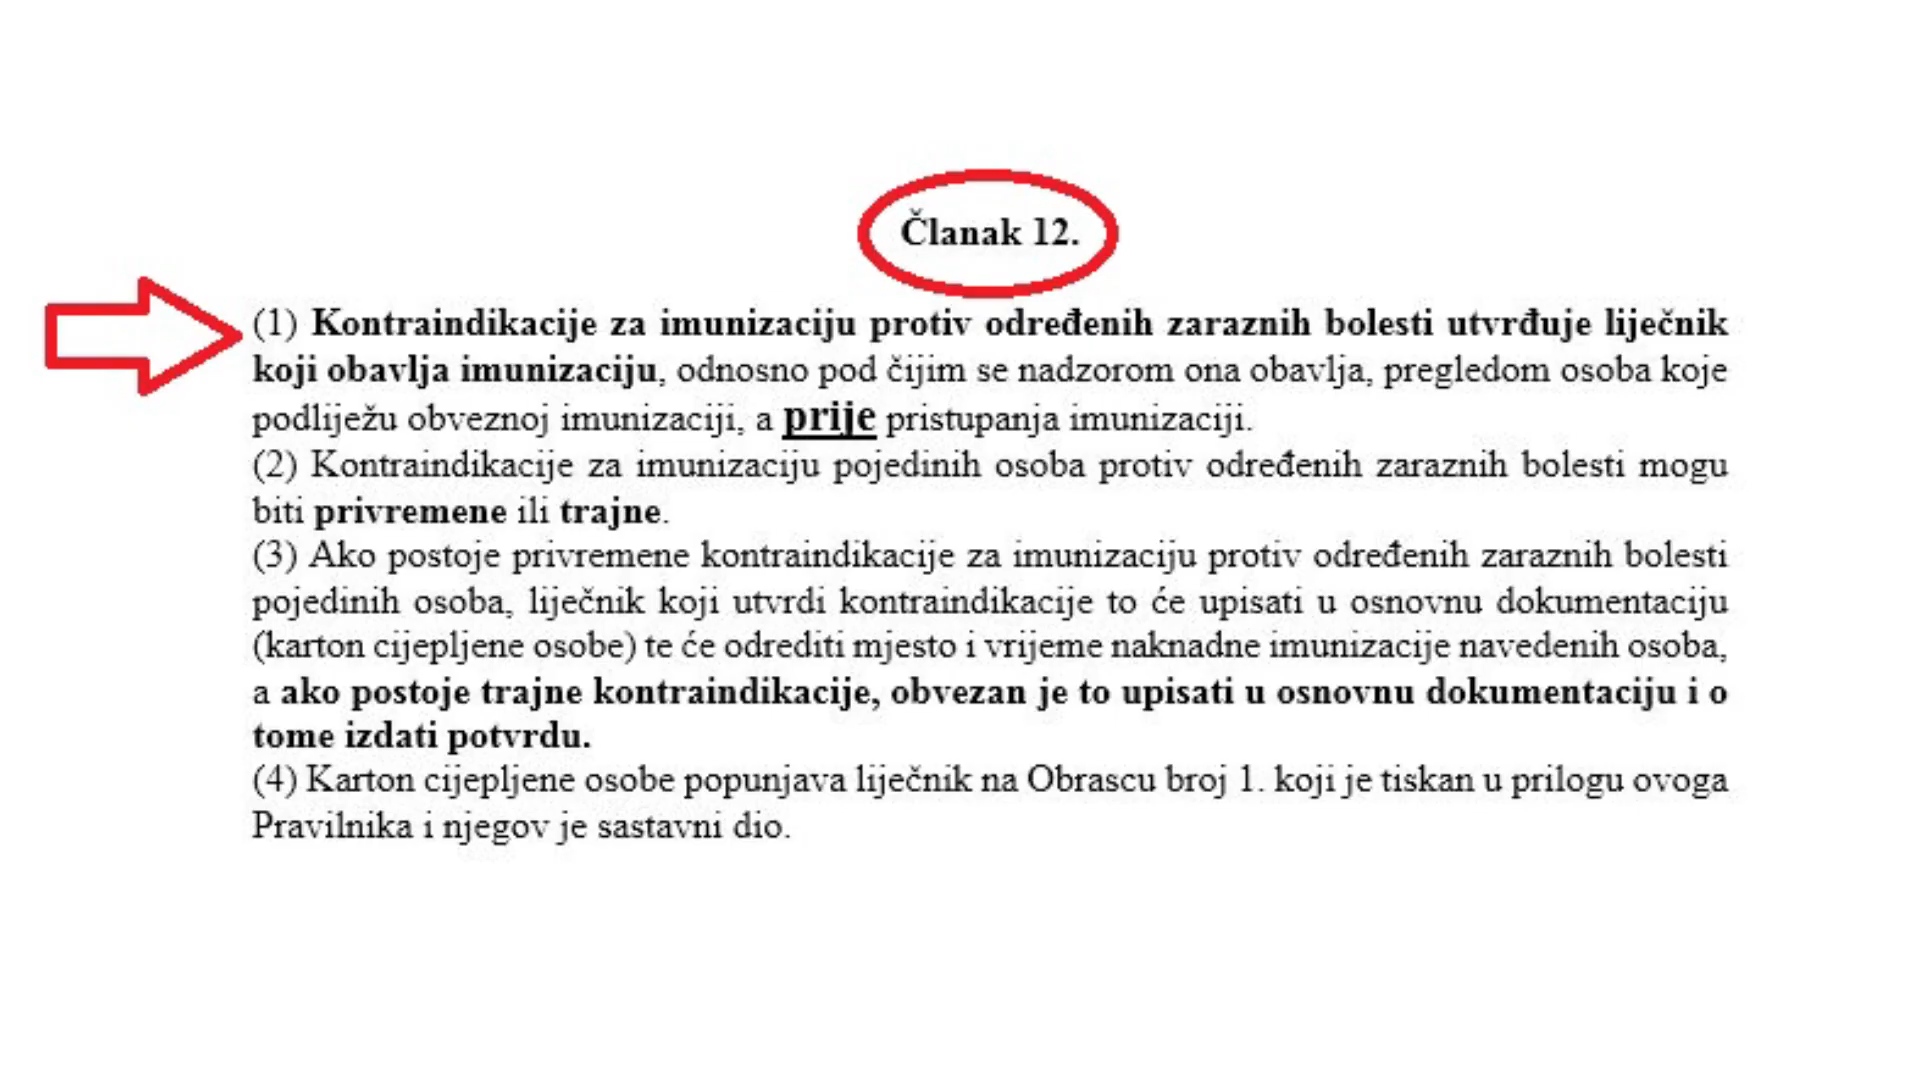 Članak 12.
(1) Kontraindikacije za imunizaciju protiv određenih zaraznih bolesti utvrđuje liječnik
koji obavlja imunizaciju, odnosno pod čijim se nadzorom ona obavlja, pregledom osoba koje
podliježu obveznoj imunizaciji, a prije pristupanja imunizaciji.
(2) Kontraindikacije za imunizaciju pojedinih osoba protiv određenih zaraznih bolesti mogu
biti privremene ili trajne.
(3) Ako postoje privremene kontraindikacije za imunizaciju protiv određenih zaraznih bolesti
pojedinih osoba, liječnik koji utvrdi kontraindikacije to će upisati u osnovnu dokumentaciju
(karton cijepljene osobe) te će odrediti mjesto i vrijeme naknadne imunizacije navedenih osoba,
a ako postoje trajne kontraindikacije, obvezan je to upisati u osnovnu dokumentaciju i o
tome izdati potvrdu.
(4) Karton cijepljene osobe popunjava liječnik na Obrascu broj 1. koji je tiskan u prilogu ovoga
Pravilnika i njegov je sastavni dio.